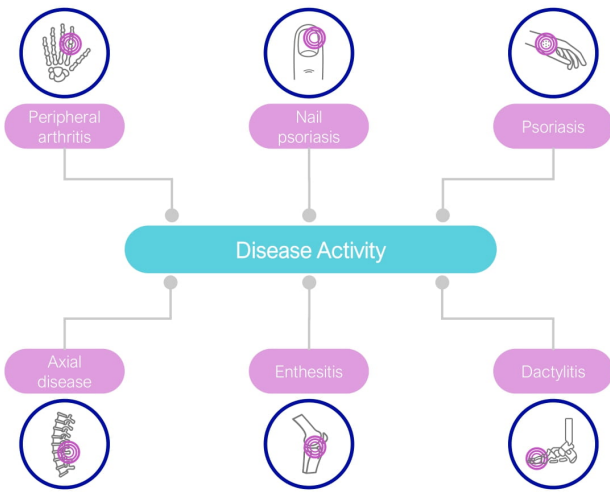 Peripheral
arthritis
Nail
psoriasis
Psoriasis
Disease Activity
Axial
disease
Enthesitis
Dactylitis